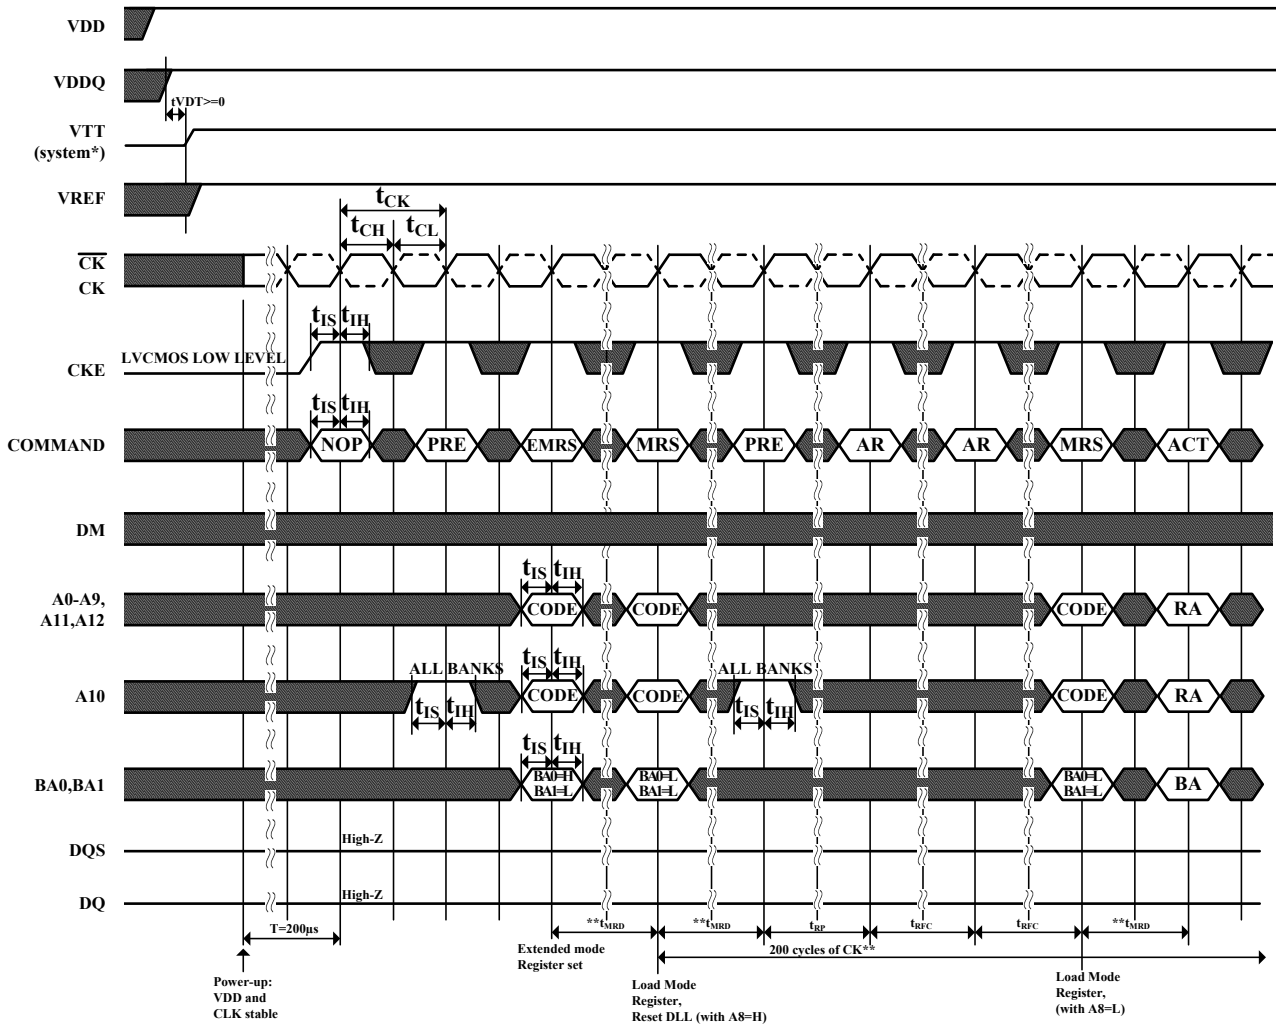 VDD
VDDQ
tVDT>=0
VTT
(system*)
VREF
tCK
tCH tCL
CK
CK
tIS tIH
LVCMOS LOW LEVEL
CKE
tIS tIH
COMMAND NOP PRE EMRS MRS PRE AR AR MRS ACT
DM
tIS tIH
A0-A9,
A11,A12
CODE CODE CODE RA
ALL BANKS tIS tIH ALL BANKS
A10 CODE CODE CODE RA
tIS tIH tIS tIH
tIS tIH
BA0,BA1
BA0=H BA0=L BA0=L
BA1=L BA1=L BA1=L
BA
High-Z
DQS
High-Z
DQ
T=200µs **tMRD **tMRD tRP tRFC tRFC **tMRD
Extended mode
Register set
200 cycles of CK**
Power-up:
VDD and
CLK stable
Load Mode
Register,
Reset DLL (with A8=H)
Load Mode
Register,
(with A8=L)